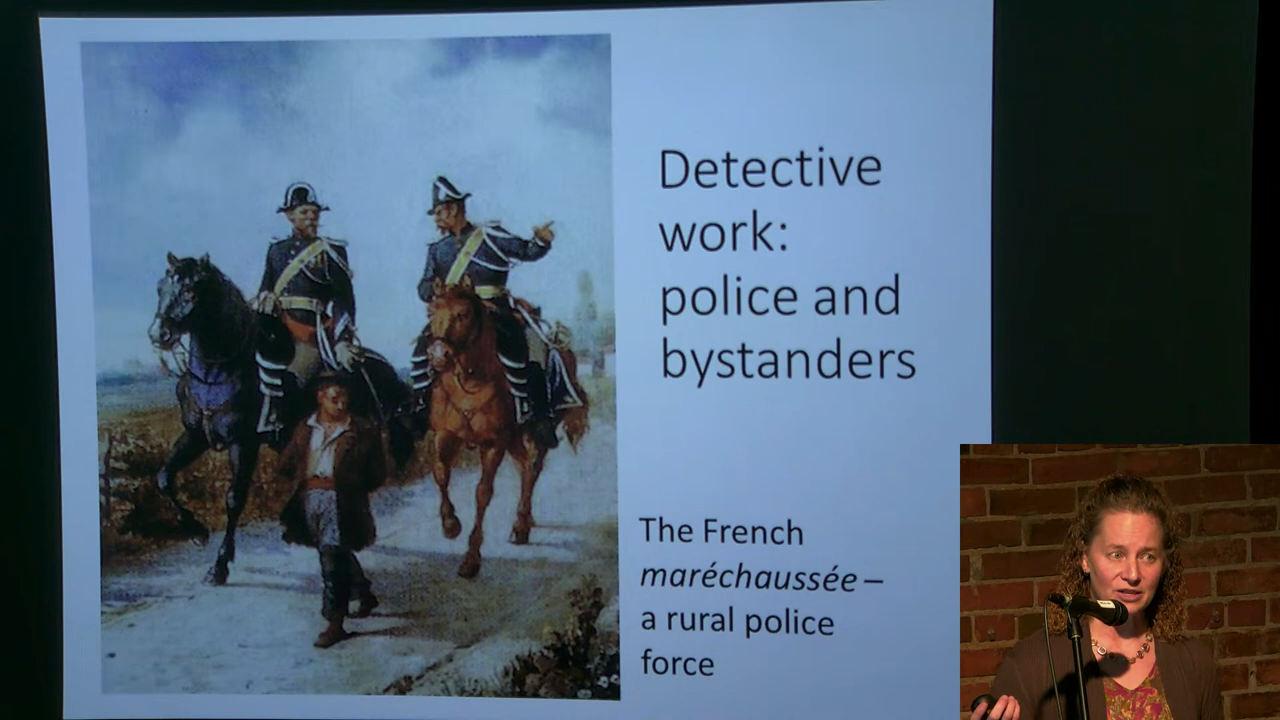 Detective
work:
police and
bystanders
The French
maréchaussée –
a rural police
force